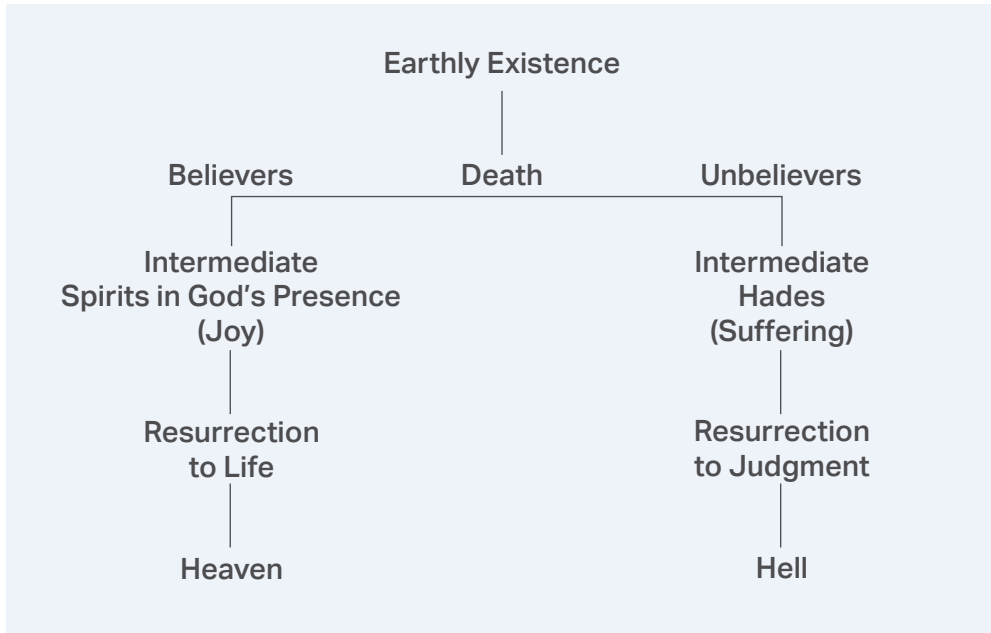 Earthly Existence
Believers Death Unbelievers
Intermediate
Spirits in God's Presence
(Joy)
Intermediate
Hades
(Suffering)
Resurrection
to Life
Resurrection
to Judgment
Heaven
Hell